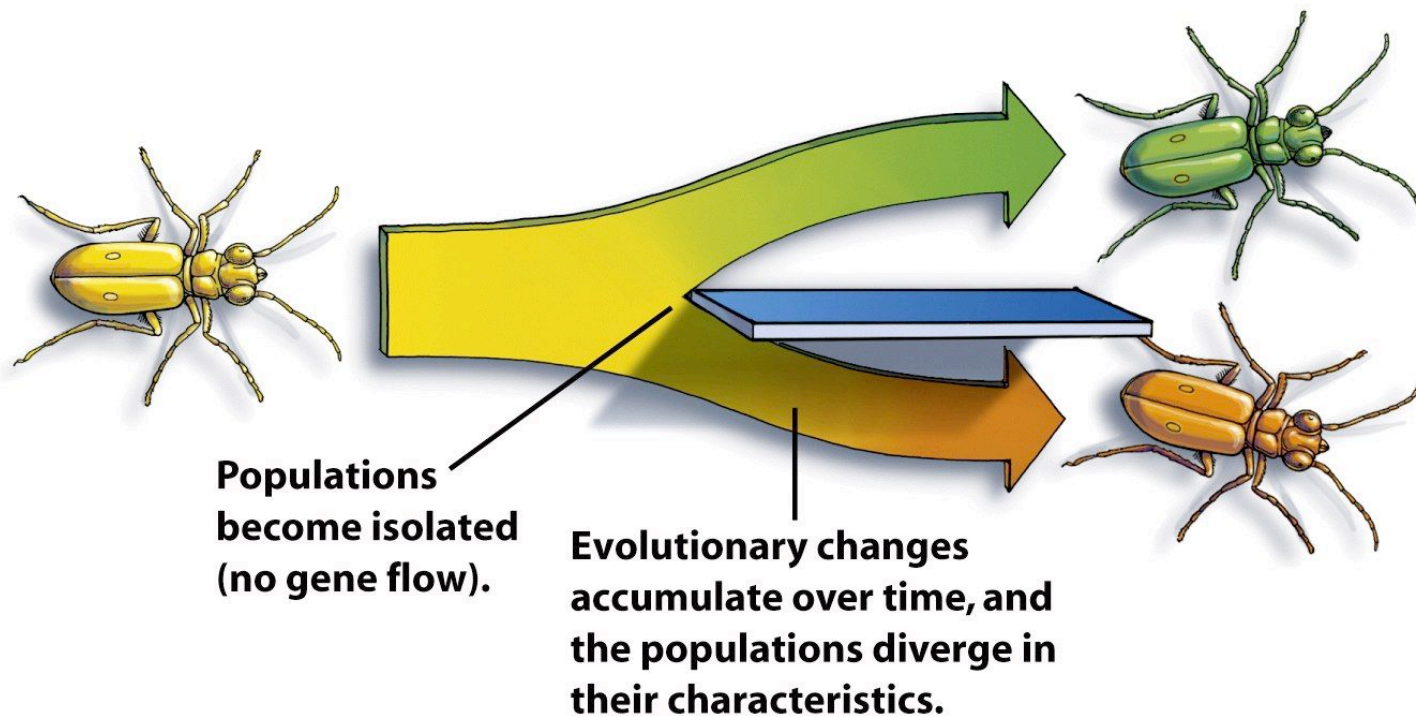 Populations
become isolated
(no gene flow).
Evolutionary changes
accumulate over time, and
the populations diverge in
their characteristics.